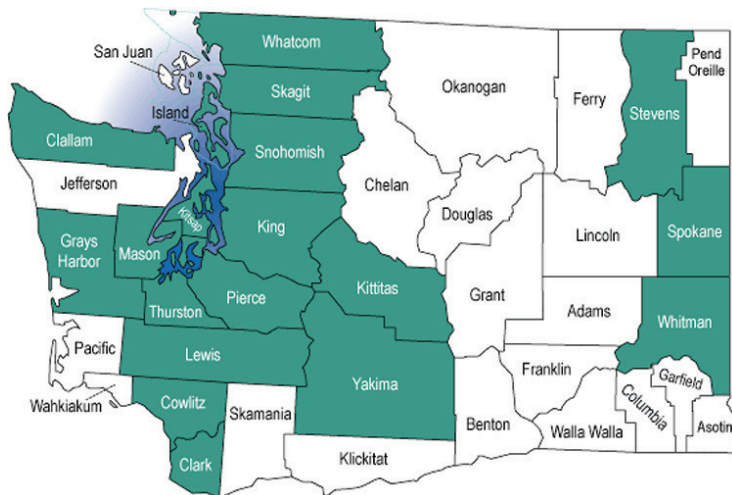 Whatcom
San Juan
Skagit
Okanogan
Ferry
Pend
Oreille
Stevens
Island
Clallam
Snohomish
Jefferson
Chelan
Douglas
Kitsap
King
Lincoln
Spokane
Grays
Harbor
Mason
Kittitas
Grant
Pierce
Thurston
Adams
Whitman
Pacific
Lewis
Yakima
Franklin
Garfield
Wahkiakum
Cowlitz
Skamania
Columbia
Benton
Walla Walla
Asotin
Clark
Klickitat